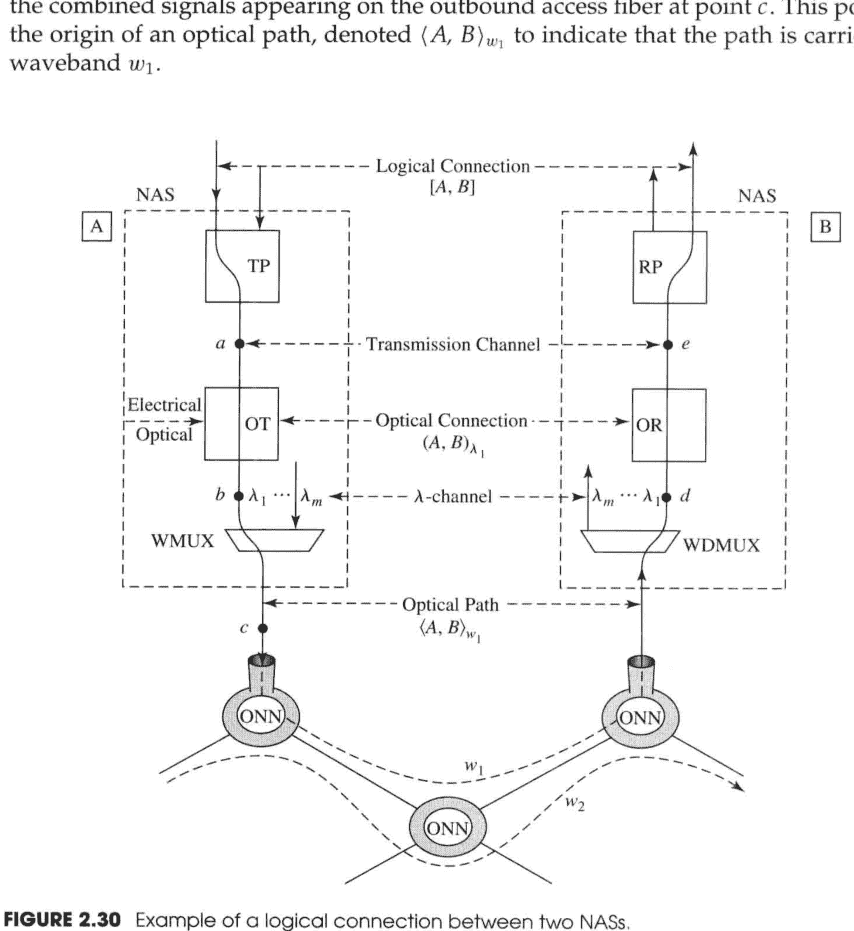 the combined signals appearing on the outbound access fiber at point c. This po
the origin of an optical path, denoted ⟨A, B⟩w1 to indicate that the path is carri
waveband w1.
Logical Connection
[A, B]
NAS
NAS
A
B
TP
RP
a
Transmission Channel
e
Electrical
Optical
OT
Optical Connection
(A, B)λ1
OR
b
λ1 ··· λm
λ-channel
λm ··· λ1
d
WMUX
WDMUX
Optical Path
⟨A, B⟩w1
c
ONN
ONN
w1
w2
ONN
FIGURE 2.30 Example of a logical connection between two NASs.